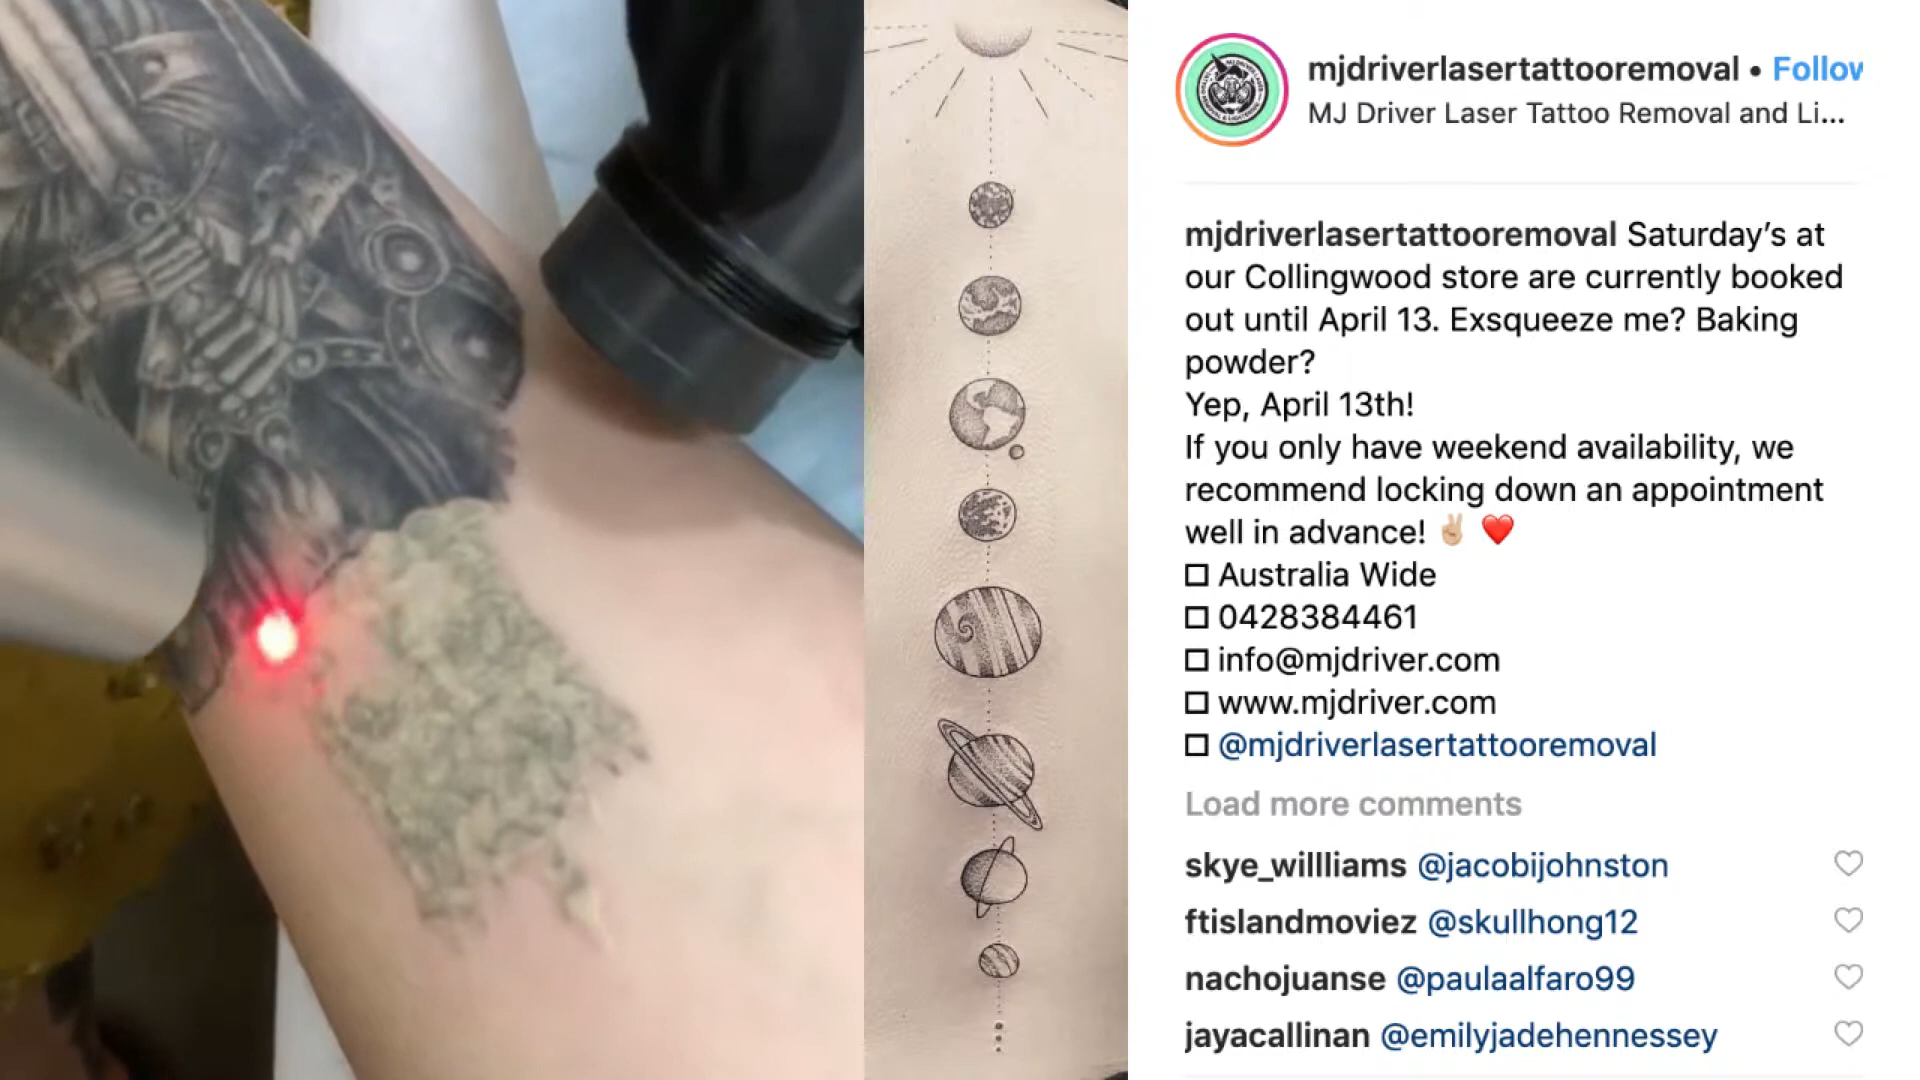 mjdriverlasertattooremoval • Follow
MJ Driver Laser Tattoo Removal and Li...
mjdriverlasertattooremoval Saturday’s at
our Collingwood store are currently booked
out until April 13. Exsqueeze me? Baking
powder?
Yep, April 13th!
If you only have weekend availability, we
recommend locking down an appointment
well in advance! ✌🏼 ❤️
☐ Australia Wide
☐ 0428384461
☐ info@mjdriver.com
☐ www.mjdriver.com
☐ @mjdriverlasertattooremoval
Load more comments
skye_willliams @jacobijohnston
ftislandmoviez @skullhong12
nachojuanse @paulaalfaro99
jayacallinan @emilyjadehennessey